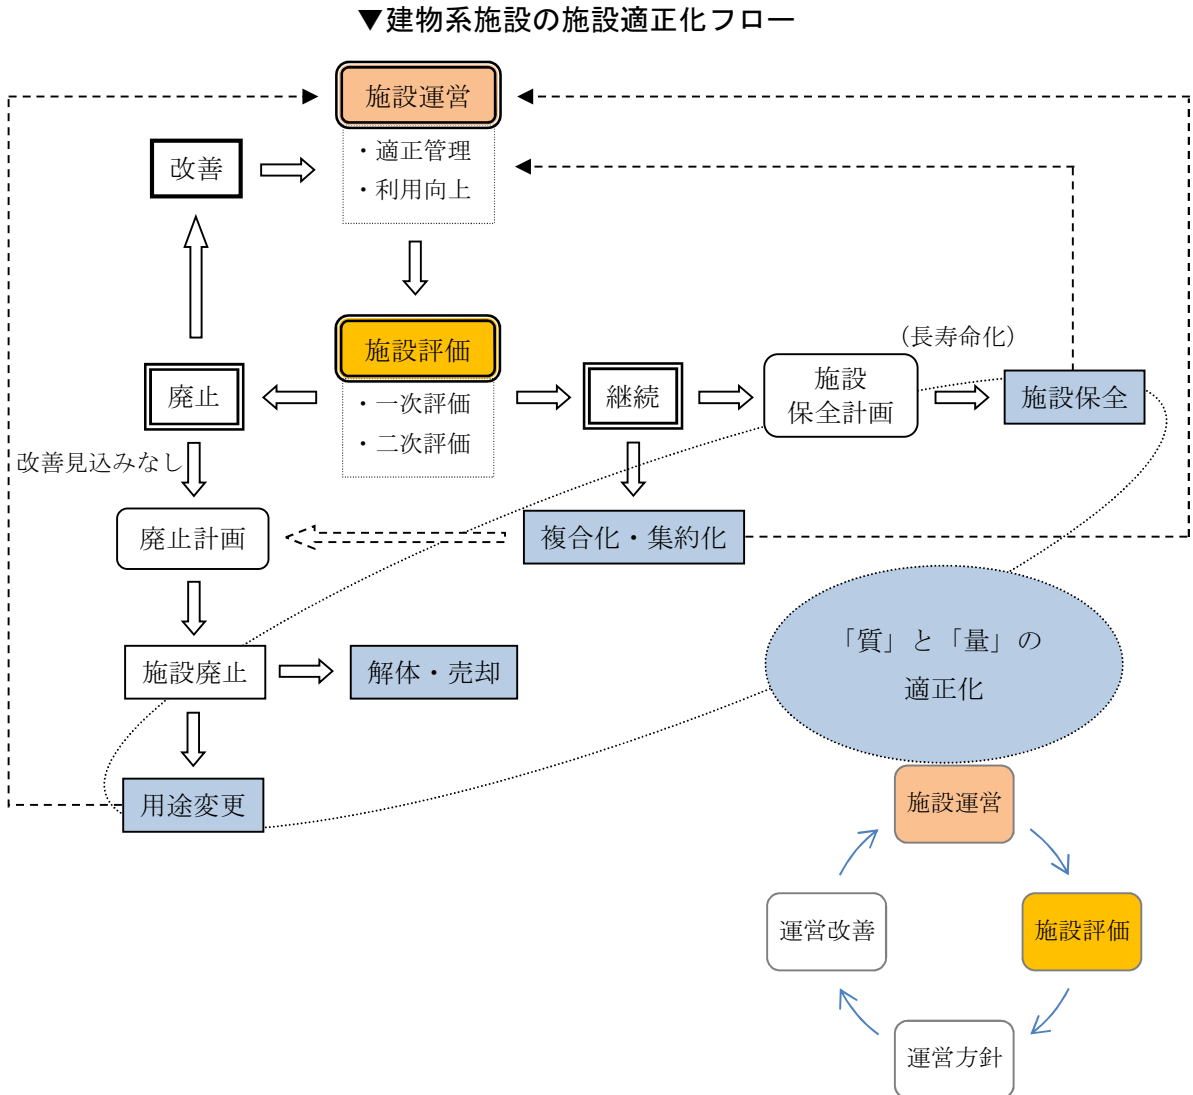 ▼建物系施設の施設適正化フロー
施設運営
・適正管理
・利用向上
改善
施設評価
・一次評価
・二次評価
廃止
継続
施設
保全計画
(長寿命化)
施設保全
改善見込みなし
廃止計画
複合化・集約化
施設廃止
解体・売却
用途変更
「質」と「量」の
適正化
施設運営
運営改善
施設評価
運営方針